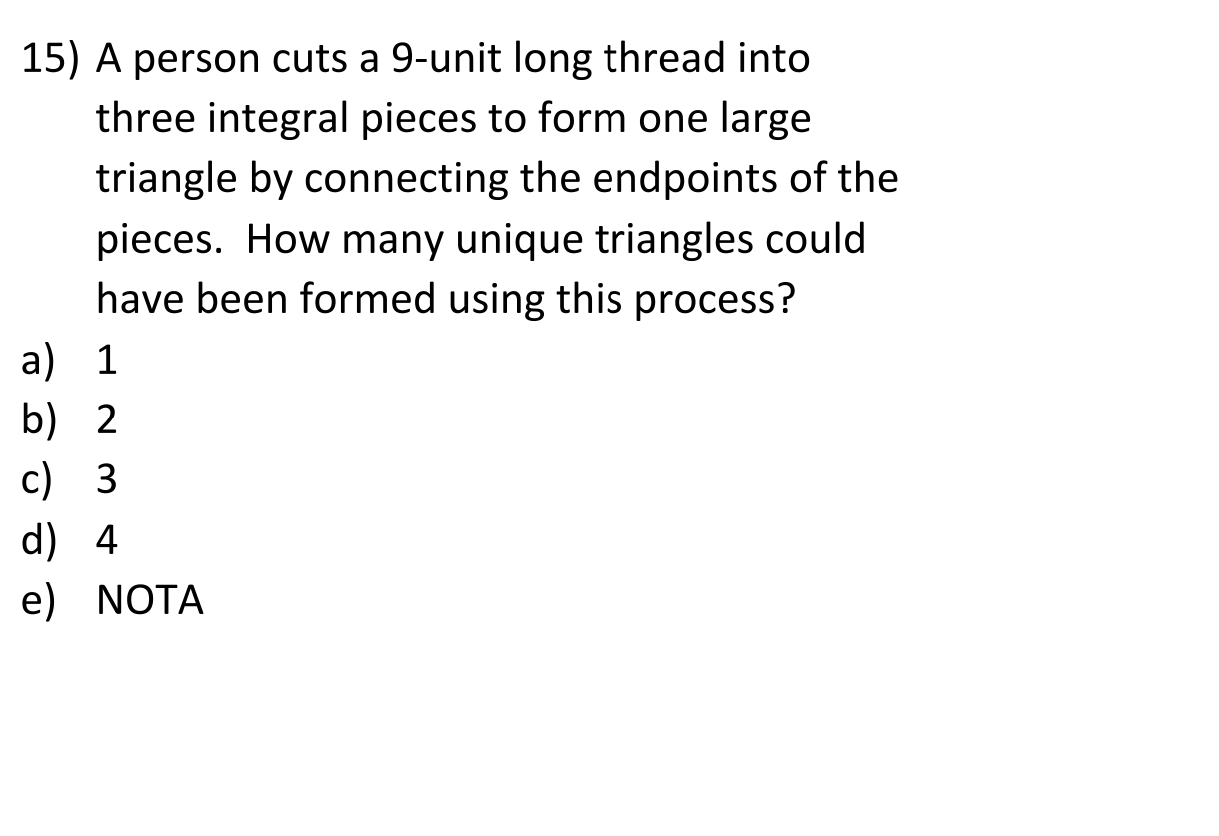 15) A person cuts a 9-unit long thread into
three integral pieces to form one large
triangle by connecting the endpoints of the
pieces.  How many unique triangles could
have been formed using this process?
a) 1
b) 2
c) 3
d) 4
e) NOTA